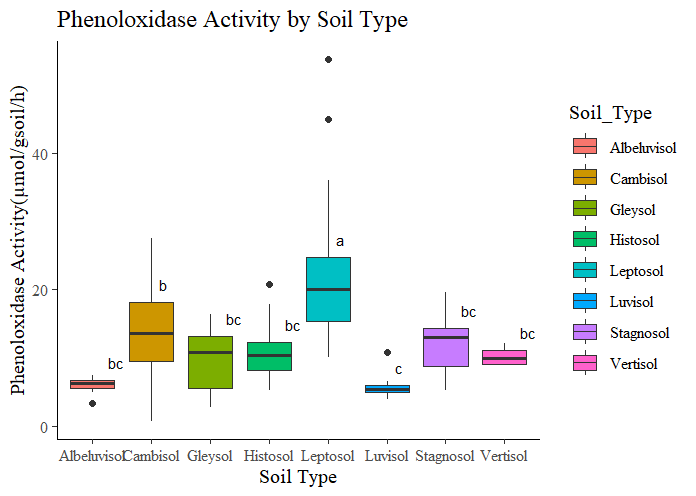 Phenoloxidase Activity by Soil Type
Phenoloxidase Activity(μmol/gsoil/h)
40
20
0
bc
b
bc
bc
a
c
bc
bc
Albeluvisol Cambisol Gleysol Histosol Leptosol Luvisol Stagnosol Vertisol
Soil Type
Soil_Type
Albeluvisol
Cambisol
Gleysol
Histosol
Leptosol
Luvisol
Stagnosol
Vertisol